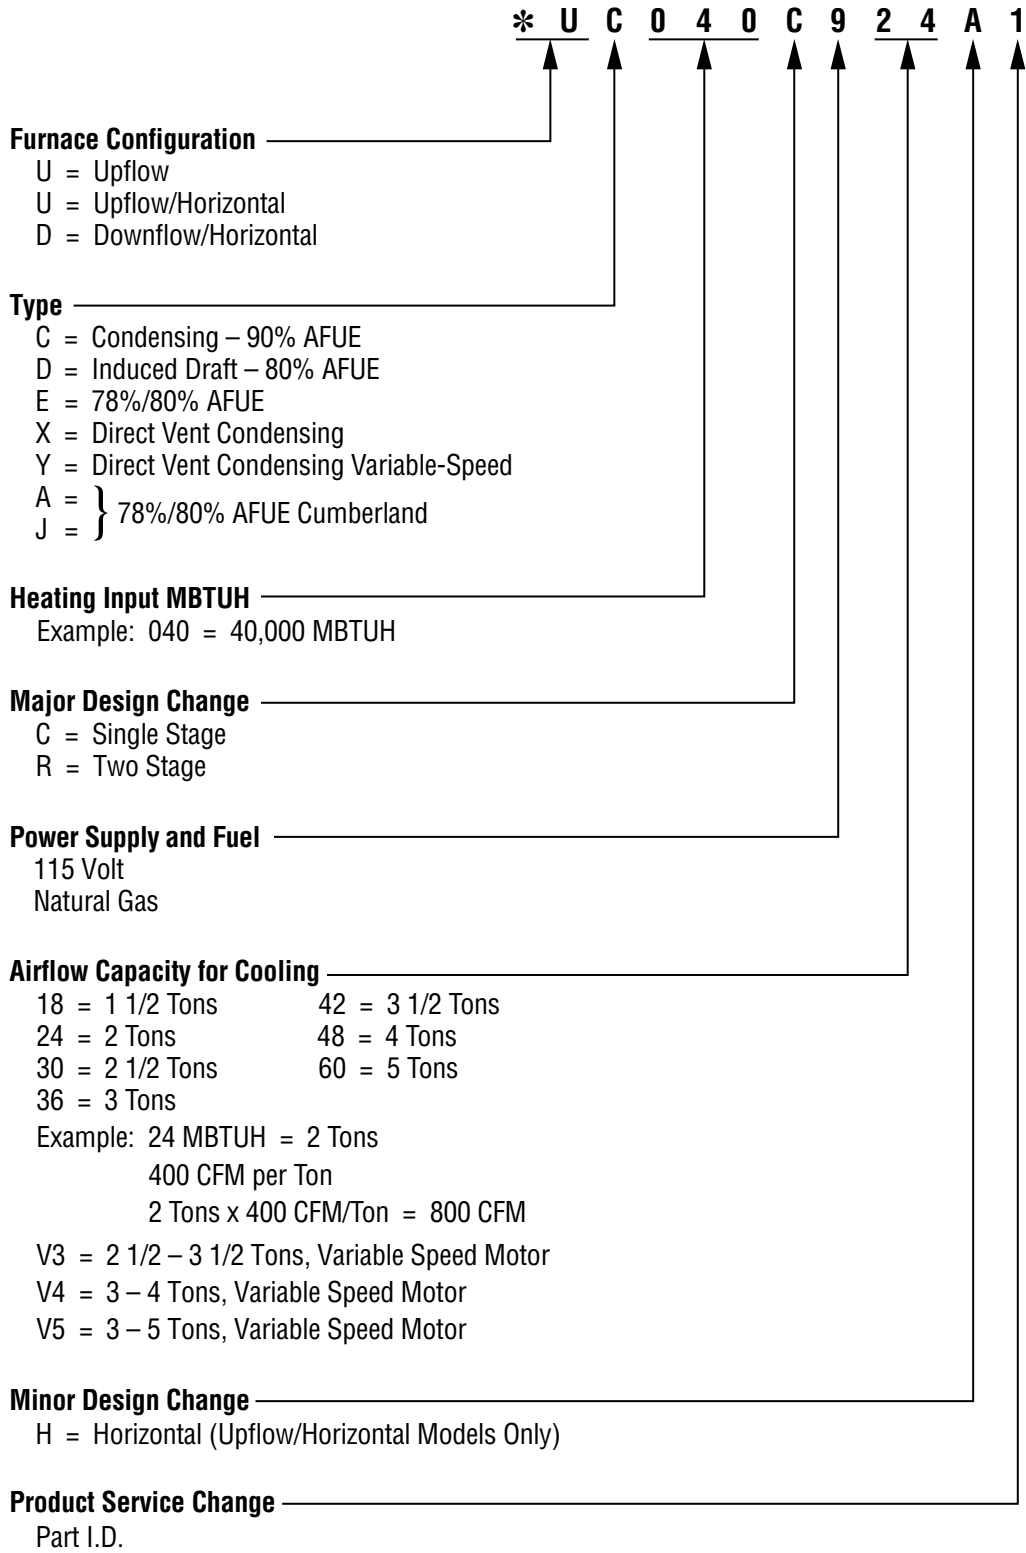 * U C 0 4 0 C 9 2 4 A 1
Furnace Configuration
U = Upflow
U = Upflow/Horizontal
D = Downflow/Horizontal
Type
C = Condensing – 90% AFUE
D = Induced Draft – 80% AFUE
E = 78%/80% AFUE
X = Direct Vent Condensing
Y = Direct Vent Condensing Variable-Speed
A =
J =
} 78%/80% AFUE Cumberland
Heating Input MBTUH
Example: 040 = 40,000 MBTUH
Major Design Change
C = Single Stage
R = Two Stage
Power Supply and Fuel
115 Volt
Natural Gas
Airflow Capacity for Cooling
18 = 1 1/2 Tons 42 = 3 1/2 Tons
24 = 2 Tons 48 = 4 Tons
30 = 2 1/2 Tons 60 = 5 Tons
36 = 3 Tons
Example: 24 MBTUH = 2 Tons
400 CFM per Ton
2 Tons x 400 CFM/Ton = 800 CFM
V3 = 2 1/2 – 3 1/2 Tons, Variable Speed Motor
V4 = 3 – 4 Tons, Variable Speed Motor
V5 = 3 – 5 Tons, Variable Speed Motor
Minor Design Change
H = Horizontal (Upflow/Horizontal Models Only)
Product Service Change
Part I.D.